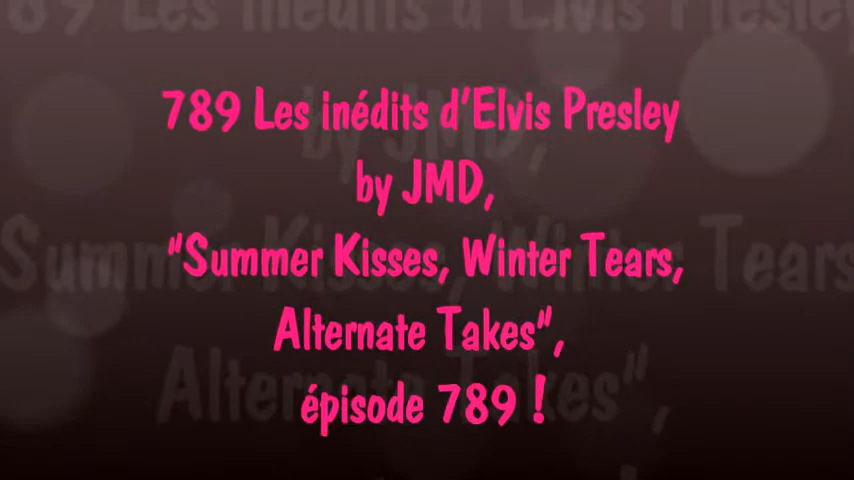 789 Les inédits d'Elvis Presley
by JMD,
"Summer Kisses, Winter Tears,
Alternate Takes",
épisode 789 !